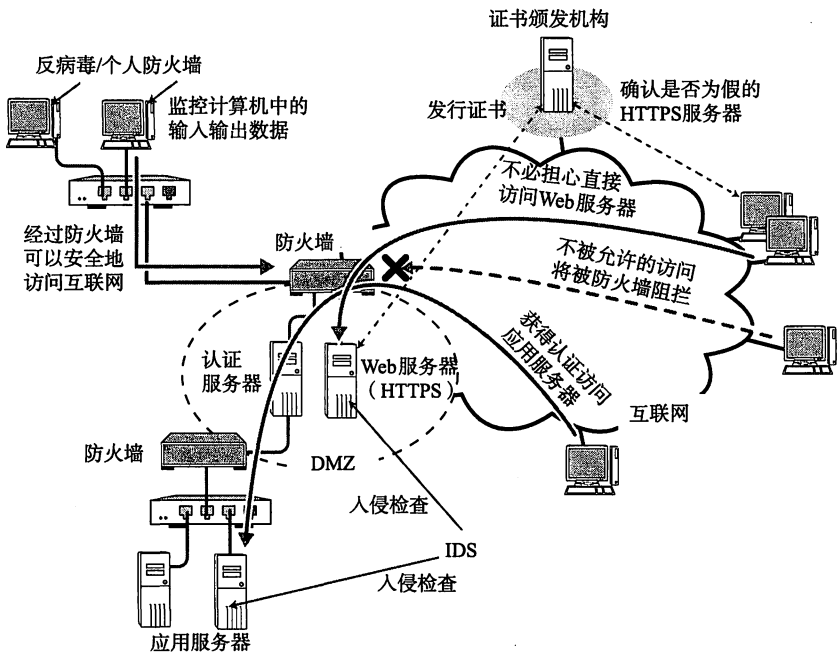 证书颁发机构
反病毒/个人防火墙
监控计算机中的
输入输出数据
发行证书
确认是否为假的
HTTPS服务器
不必担心直接
访问Web服务器
经过防火墙
可以安全地
访问互联网
防火墙
不被允许的访问
将被防火墙阻拦
获得认证访问
应用服务器
认证
服务器
Web服务器
（HTTPS）
互联网
防火墙
DMZ
入侵检查
IDS
入侵检查
应用服务器